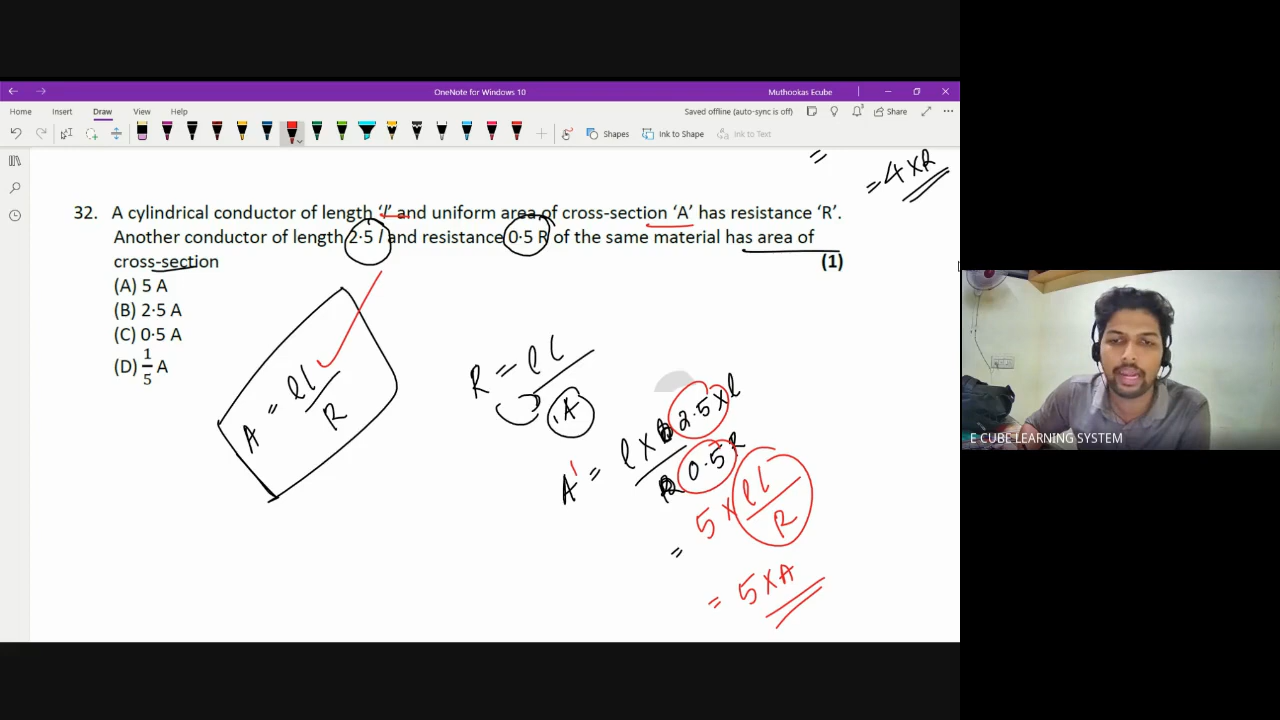 OneNote for Windows 10
Muthookas Ecube
Home Insert Draw View Help
Saved offline (auto-sync is off)
Share
Shapes
Ink to Shape
Ink to Text
=
= 4 x R
32. A cylindrical conductor of length ‘l’ and uniform area of cross-section ‘A’ has resistance ‘R’.
Another conductor of length 2·5 l and resistance 0·5 R of the same material has area of
cross-section (1)
(A) 5 A
(B) 2·5 A
(C) 0·5 A
(D) 1/5 A
A = ρl/R
R = ρl/A
A' = ρ x 2.5 x l / 0.5 R
= 5 x ρl/R
= 5 x A
E CUBE LEARNING SYSTEM